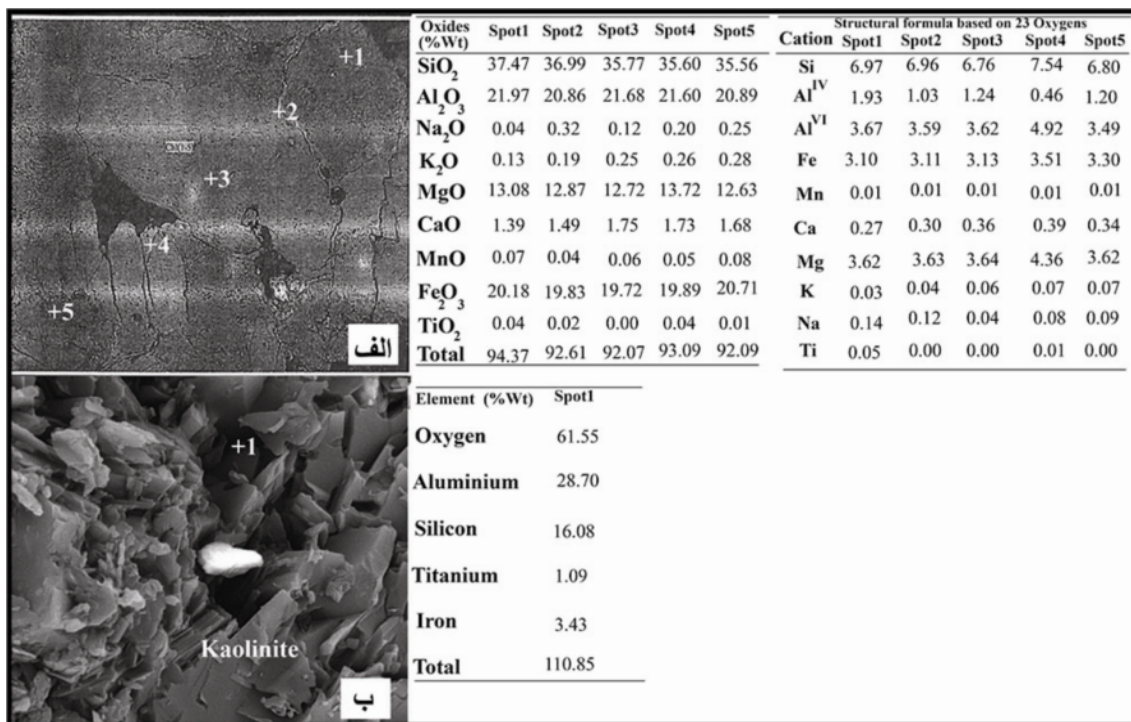 +1
+2
+3
+4
+5
الف
Oxides (%Wt) Spot1 Spot2 Spot3 Spot4 Spot5
SiO₂ 37.47 36.99 35.77 35.60 35.56
Al₂O₃ 21.97 20.86 21.68 21.60 20.89
Na₂O 0.04 0.32 0.12 0.20 0.25
K₂O 0.13 0.19 0.25 0.26 0.28
MgO 13.08 12.87 12.72 13.72 12.63
CaO 1.39 1.49 1.75 1.73 1.68
MnO 0.07 0.04 0.06 0.05 0.08
Fe₂O₃ 20.18 19.83 19.72 19.89 20.71
TiO₂ 0.04 0.02 0.00 0.04 0.01
Total 94.37 92.61 92.07 93.09 92.09
Structural formula based on 23 Oxygens
Cation Spot1 Spot2 Spot3 Spot4 Spot5
Si 6.97 6.96 6.76 7.54 6.80
Alᴵⱽ 1.93 1.03 1.24 0.46 1.20
Alⱽᴵ 3.67 3.59 3.62 4.92 3.49
Fe 3.10 3.11 3.13 3.51 3.30
Mn 0.01 0.01 0.01 0.01 0.01
Ca 0.27 0.30 0.36 0.39 0.34
Mg 3.62 3.63 3.64 4.36 3.62
K 0.03 0.04 0.06 0.07 0.07
Na 0.14 0.12 0.04 0.08 0.09
Ti 0.05 0.00 0.00 0.01 0.00
+1
Kaolinite
ب
Element (%Wt) Spot1
Oxygen 61.55
Aluminium 28.70
Silicon 16.08
Titanium 1.09
Iron 3.43
Total 110.85